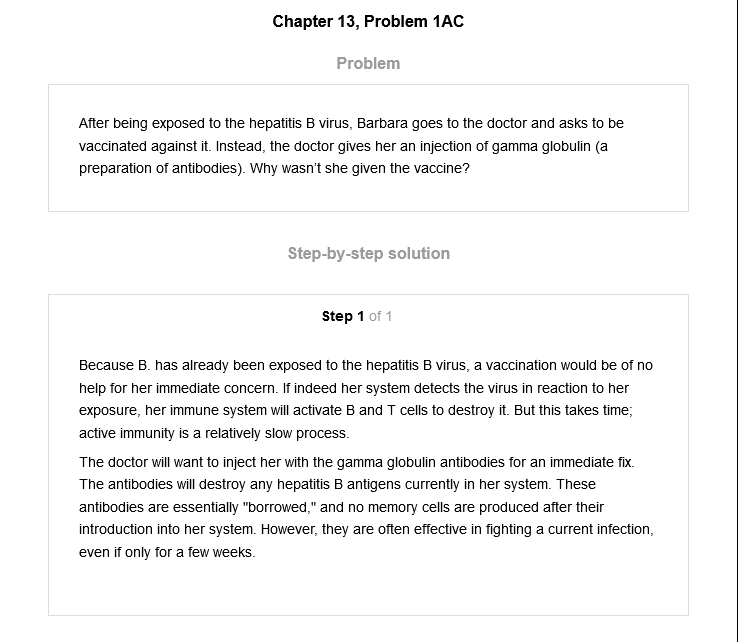 Chapter 13, Problem 1AC
Problem
After being exposed to the hepatitis B virus, Barbara goes to the doctor and asks to be
vaccinated against it. Instead, the doctor gives her an injection of gamma globulin (a
preparation of antibodies). Why wasn't she given the vaccine?
Step-by-step solution
Step 1 of 1
Because B. has already been exposed to the hepatitis B virus, a vaccination would be of no
help for her immediate concern. If indeed her system detects the virus in reaction to her
exposure, her immune system will activate B and T cells to destroy it. But this takes time;
active immunity is a relatively slow process.
The doctor will want to inject her with the gamma globulin antibodies for an immediate fix.
The antibodies will destroy any hepatitis B antigens currently in her system. These
antibodies are essentially "borrowed," and no memory cells are produced after their
introduction into her system. However, they are often effective in fighting a current infection,
even if only for a few weeks.